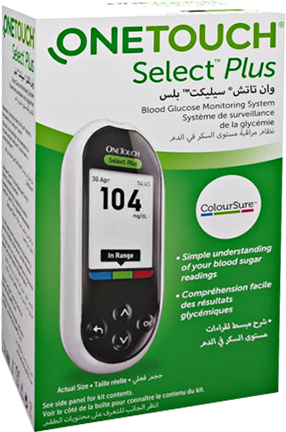 ONETOUCH®
Select™ Plus
وان تاتش® سيليكت™ بلس
Blood Glucose Monitoring System
Système de surveillance
de la glycémie
نظام مراقبة مستوى السكر في الدم
ONETOUCH
Select Plus
30 Apr 14:45
104
mg/dL
In Range
OK
ColourSure™
• Simple understanding
of your blood sugar
readings
• Compréhension facile
des résultats
glycémiques
• شرح مبسط لقراءات
مستوى السكر في الدم
Actual Size • Taille réelle • حجم فعلي
See side panel for kit contents.
Voir le côté de la boîte pour connaître le contenu du kit.
انظر الجانب للتعرف على محتويات الطقم.